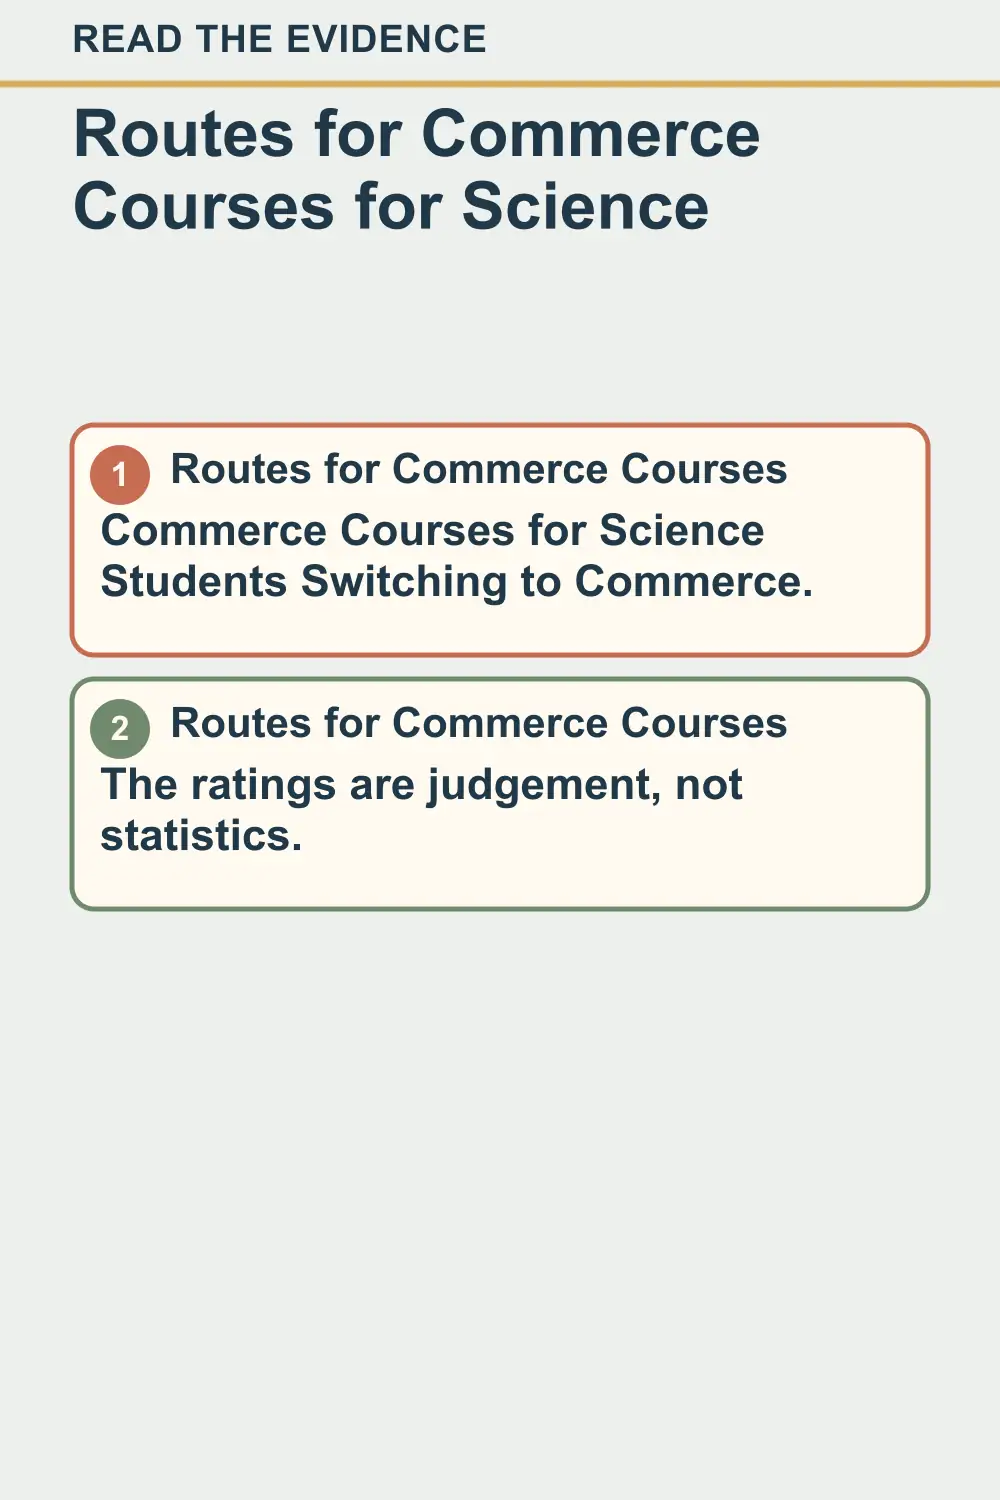 READ THE EVIDENCE
Routes for Commerce
Courses for Science
1 Routes for Commerce Courses
Commerce Courses for Science
Students Switching to Commerce.
2 Routes for Commerce Courses
The ratings are judgement, not
statistics.